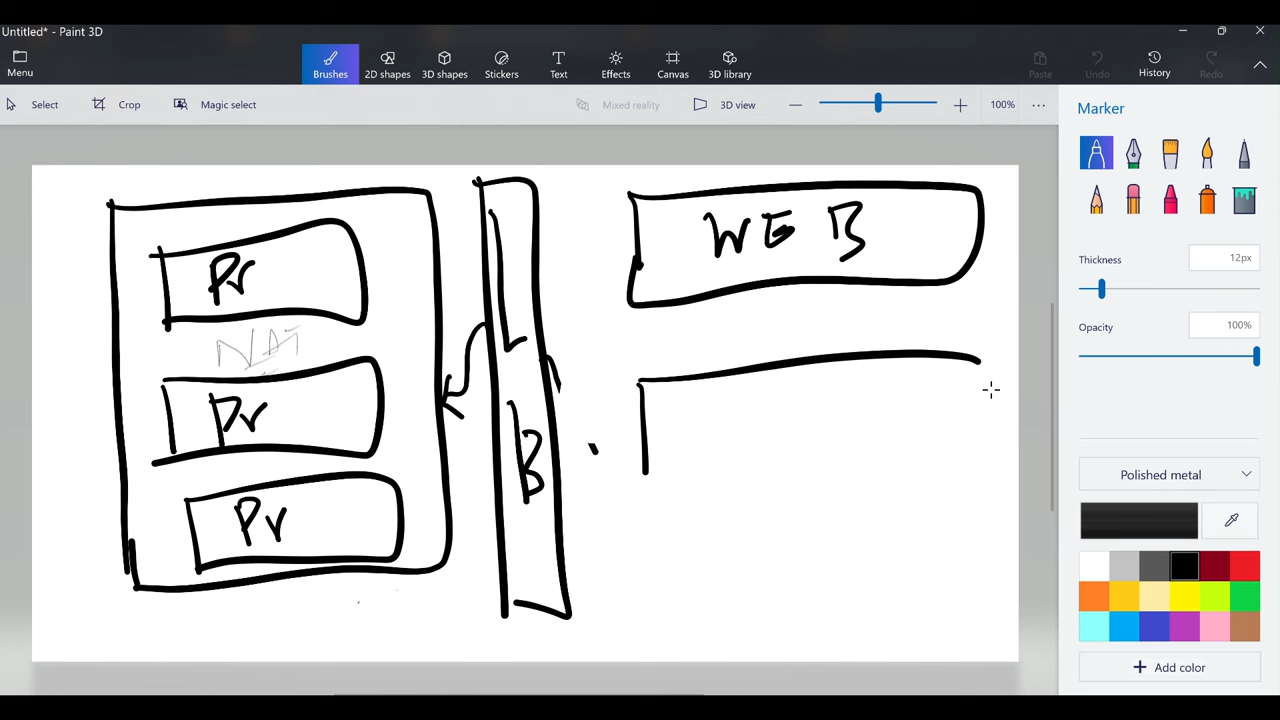 Untitled* - Paint 3D
Menu
Brushes
2D shapes
3D shapes
Stickers
Text
Effects
Canvas
3D library
Paste
Undo
History
Redo
Select
Crop
Magic select
Mixed reality
3D view
100%
Marker
Thickness
12px
Opacity
100%
Polished metal
Add color
Pr
Pr
Pr
L
B
WEB